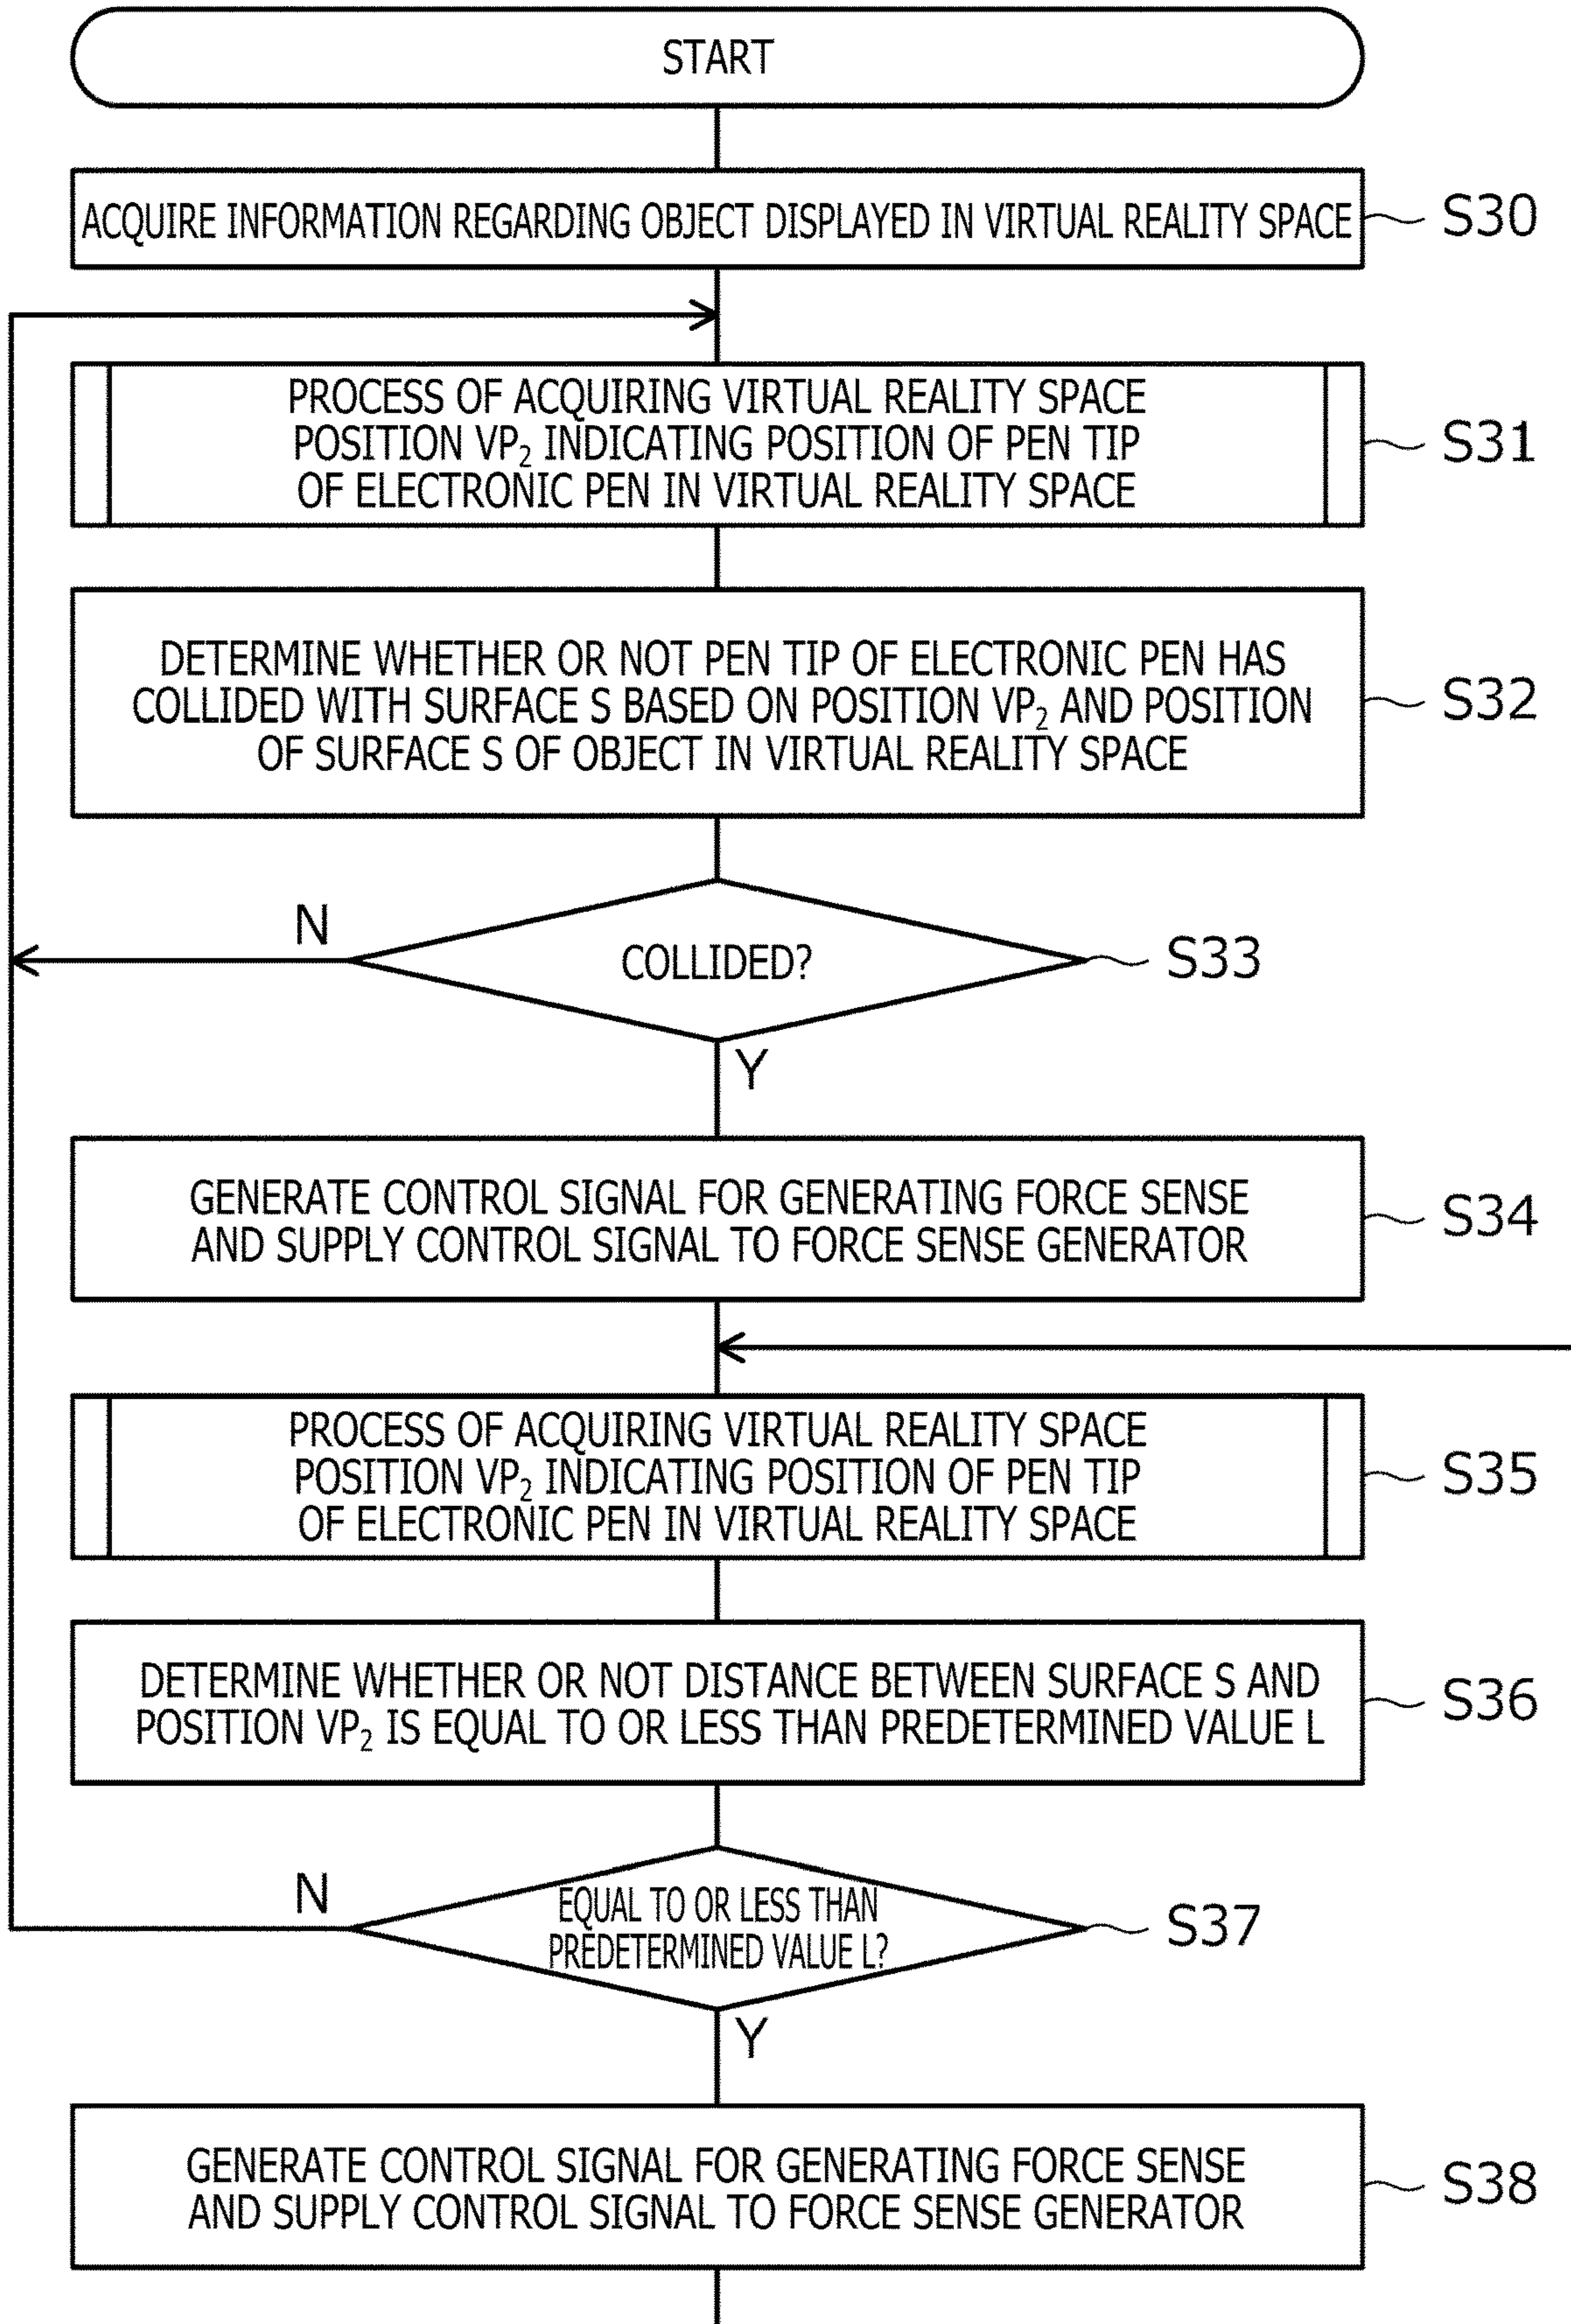 START
ACQUIRE INFORMATION REGARDING OBJECT DISPLAYED IN VIRTUAL REALITY SPACE
S30
PROCESS OF ACQUIRING VIRTUAL REALITY SPACE
POSITION VP₂ INDICATING POSITION OF PEN TIP
OF ELECTRONIC PEN IN VIRTUAL REALITY SPACE
S31
DETERMINE WHETHER OR NOT PEN TIP OF ELECTRONIC PEN HAS
COLLIDED WITH SURFACE S BASED ON POSITION VP₂ AND POSITION
OF SURFACE S OF OBJECT IN VIRTUAL REALITY SPACE
S32
N
COLLIDED?
S33
Y
GENERATE CONTROL SIGNAL FOR GENERATING FORCE SENSE
AND SUPPLY CONTROL SIGNAL TO FORCE SENSE GENERATOR
S34
PROCESS OF ACQUIRING VIRTUAL REALITY SPACE
POSITION VP₂ INDICATING POSITION OF PEN TIP
OF ELECTRONIC PEN IN VIRTUAL REALITY SPACE
S35
DETERMINE WHETHER OR NOT DISTANCE BETWEEN SURFACE S AND
POSITION VP₂ IS EQUAL TO OR LESS THAN PREDETERMINED VALUE L
S36
N
EQUAL TO OR LESS THAN
PREDETERMINED VALUE L?
S37
Y
GENERATE CONTROL SIGNAL FOR GENERATING FORCE SENSE
AND SUPPLY CONTROL SIGNAL TO FORCE SENSE GENERATOR
S38